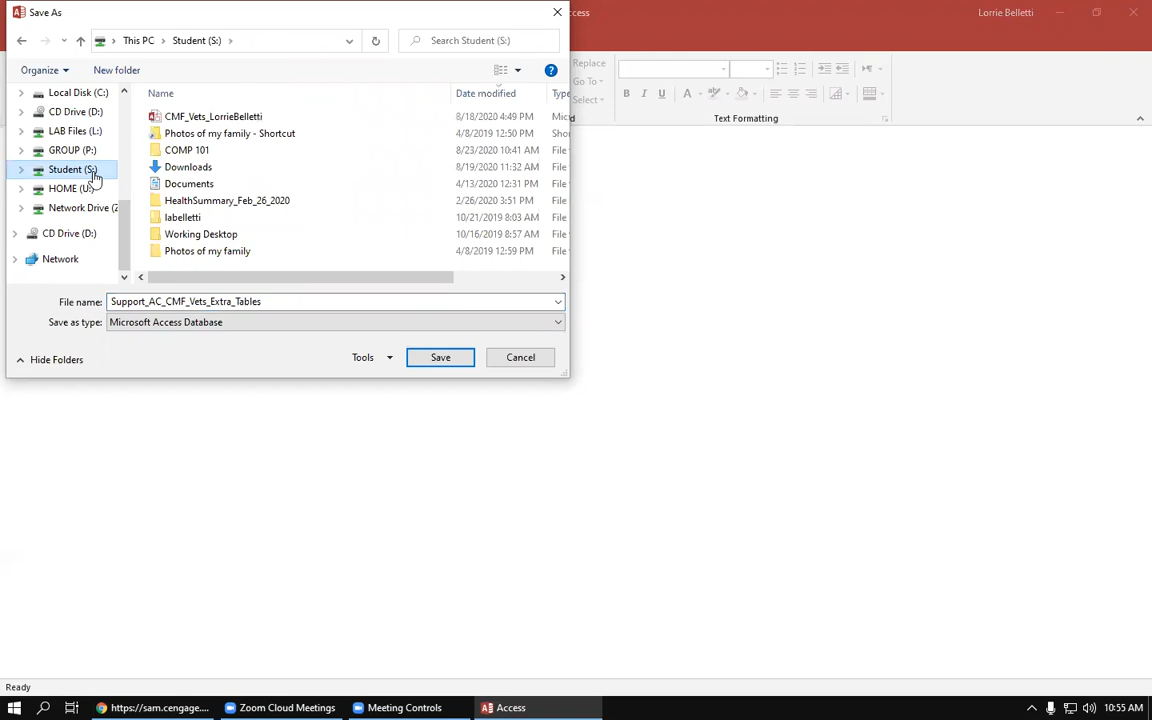 Save As
ccess
Lorrie Belletti
This PC > Student (S:) >
Search Student (S:)
Organize
New folder
Replace
Go To
Select
B I U
Text Formatting
d
Local Disk (C:)
CD Drive (D:)
LAB Files (L:)
GROUP (P:)
Student (S:)
HOME (U:)
Network Drive (Z
CD Drive (D:)
Network
Name Date modified Type
CMF_Vets_LorrieBelletti 8/18/2020 4:49 PM Mic
Photos of my family - Shortcut 4/8/2019 12:50 PM File
COMP 101 8/23/2020 10:41 AM File
Downloads 8/19/2020 11:32 AM File
Documents 4/13/2020 12:31 PM File
HealthSummary_Feb_26_2020 2/26/2020 3:51 PM File
labelletti 10/21/2019 8:03 AM File
Working Desktop 10/16/2019 8:57 AM File
Photos of my family 4/8/2019 12:59 PM File
File name: Support_AC_CMF_Vets_Extra_Tables
Save as type: Microsoft Access Database
Hide Folders
Tools
Save
Cancel
Ready
https://sam.cengage....
Zoom Cloud Meetings
Meeting Controls
Access
10:55 AM